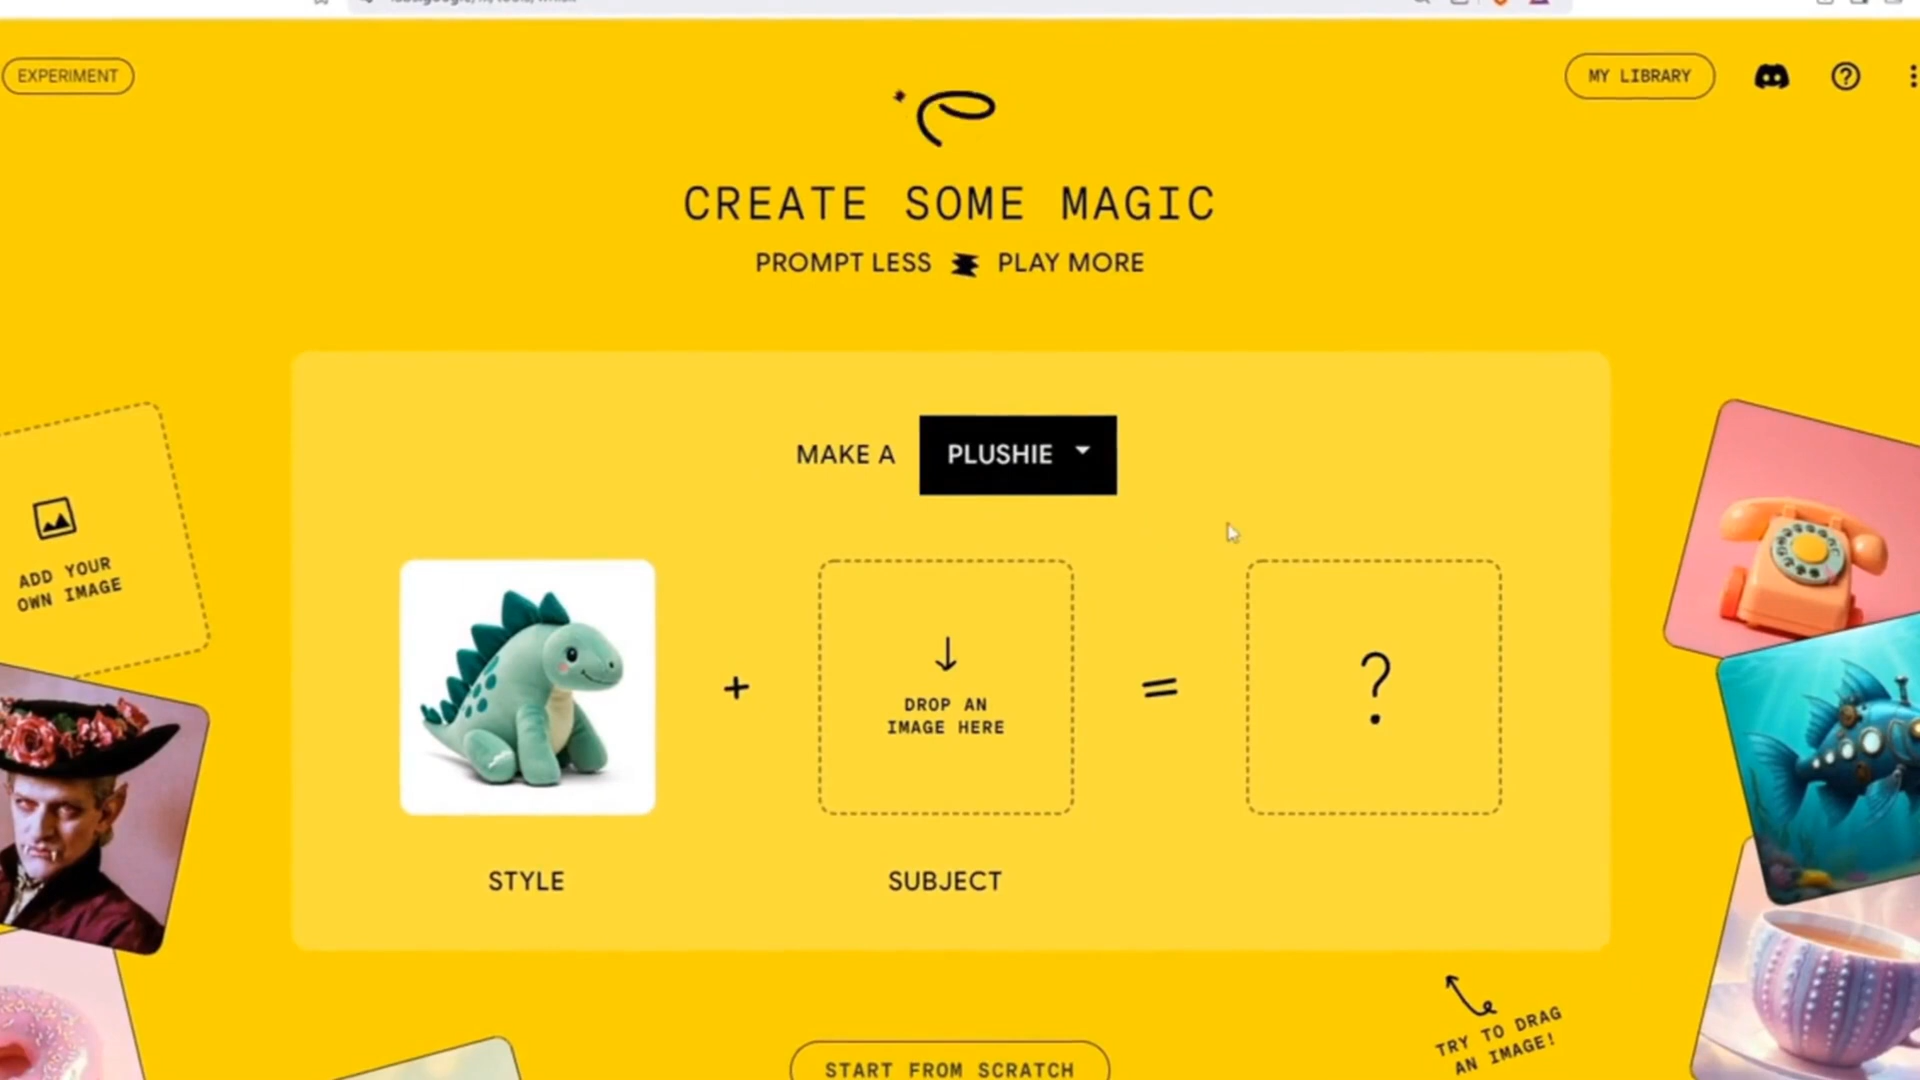 EXPERIMENT
MY LIBRARY
CREATE SOME MAGIC
PROMPT LESS PLAY MORE
MAKE A PLUSHIE
ADD YOUR
OWN IMAGE
+
DROP AN
IMAGE HERE
=
?
STYLE
SUBJECT
TRY TO DRAG
AN IMAGE!
START FROM SCRATCH